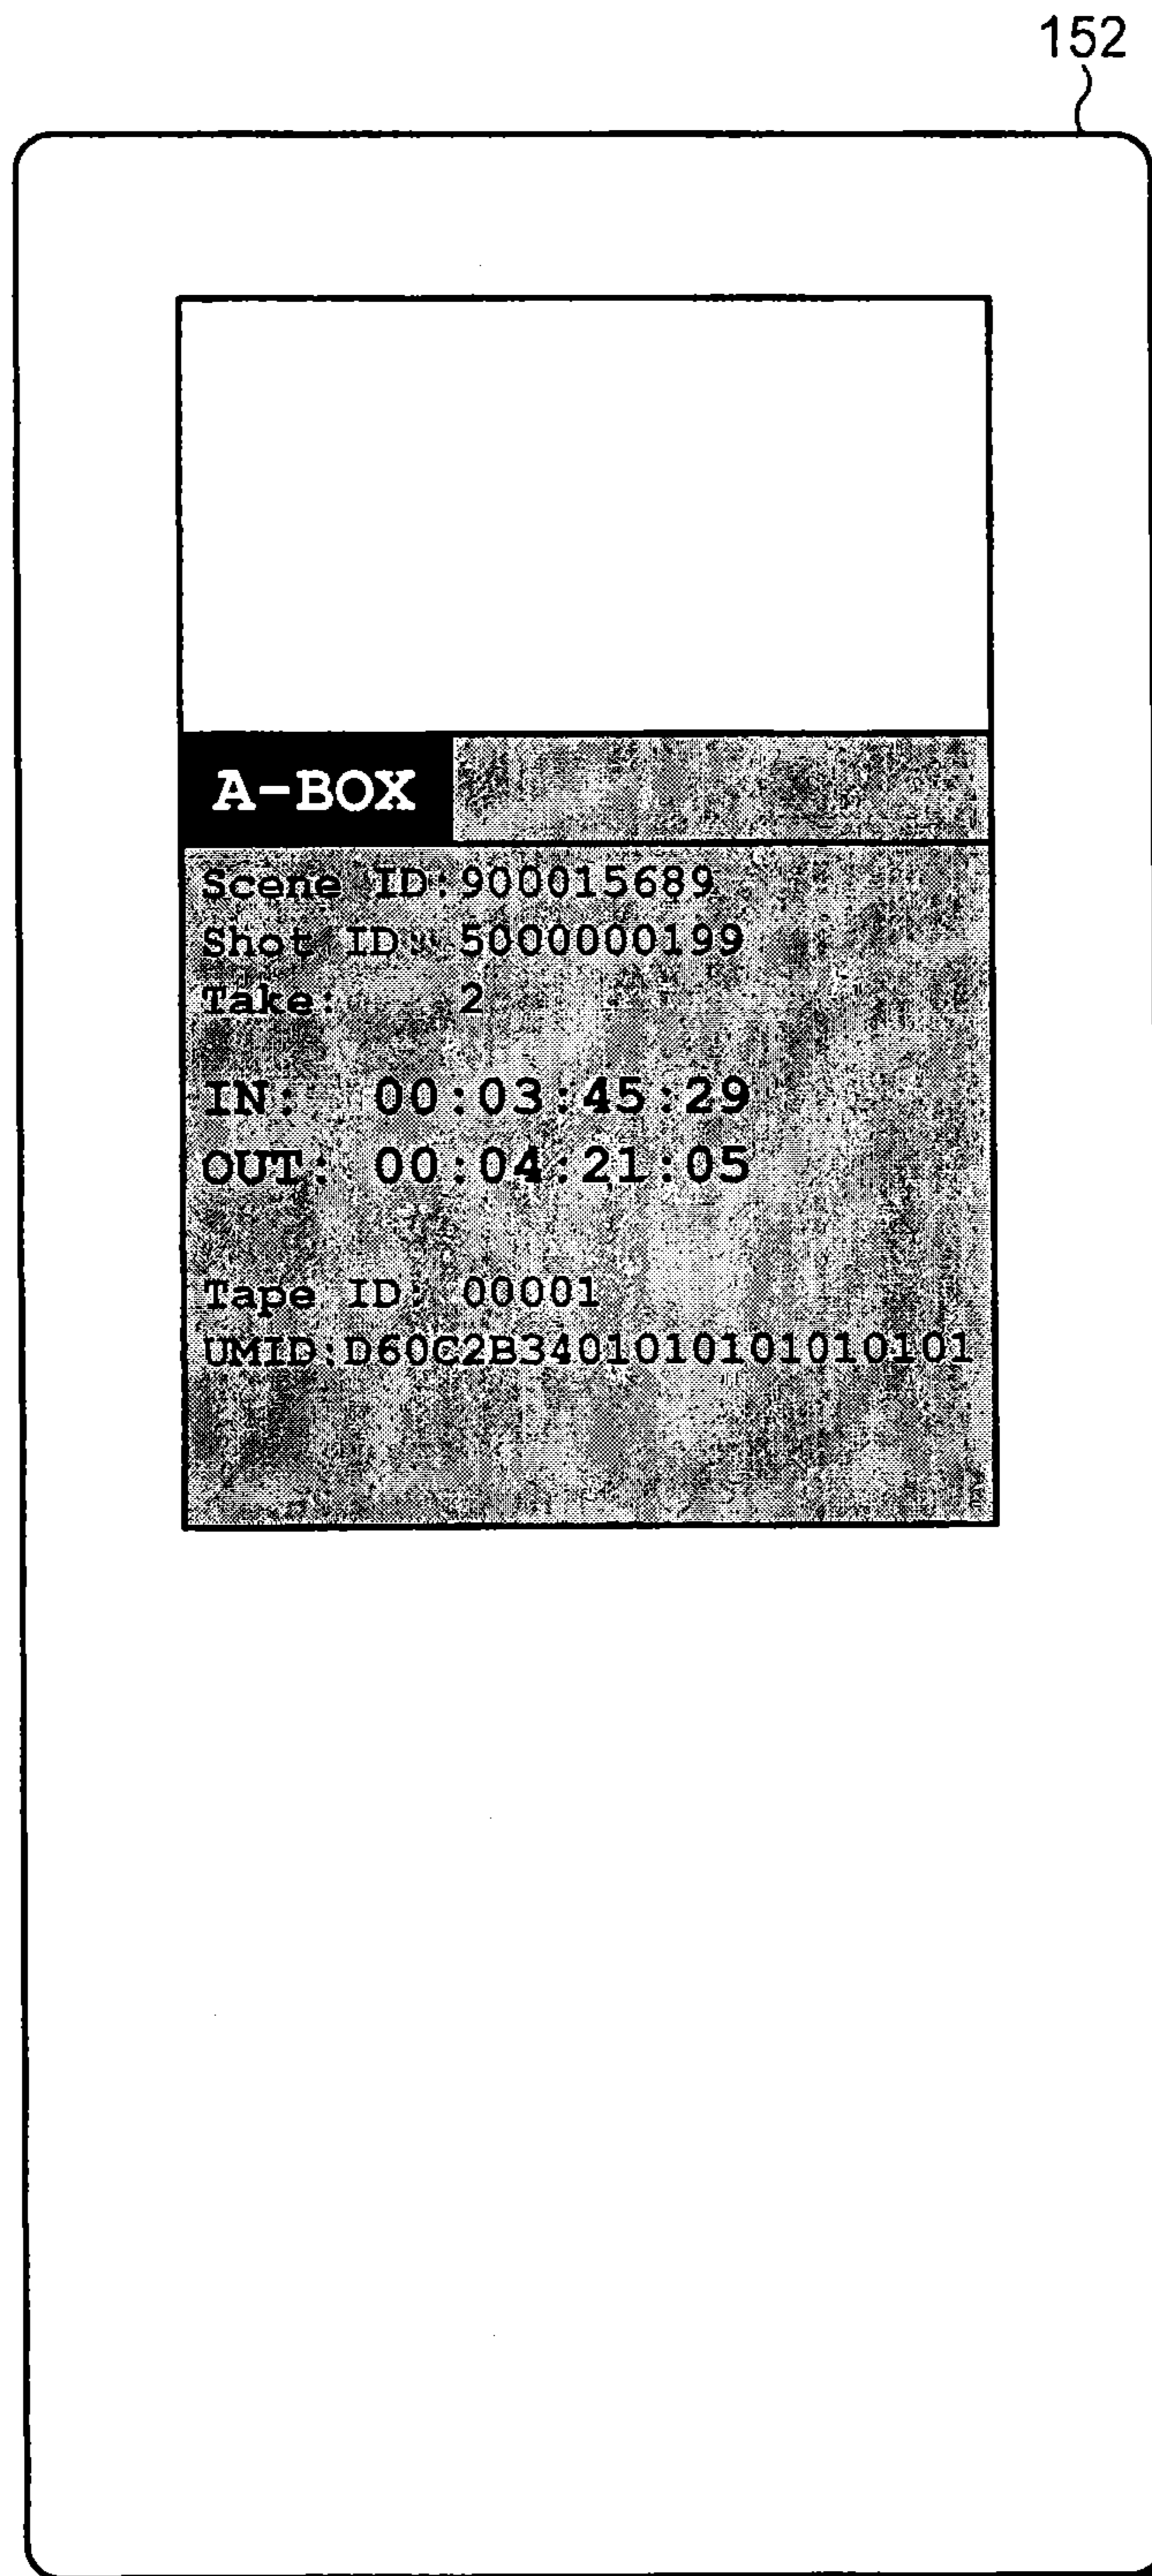 152
A-BOX
Scene ID:900015689
Shot ID: 5000000199
Take: 2
IN: 00:03:45:29
OUT: 00:04:21:05
Tape ID: 00001
UMID:D60C2B3401010101010101